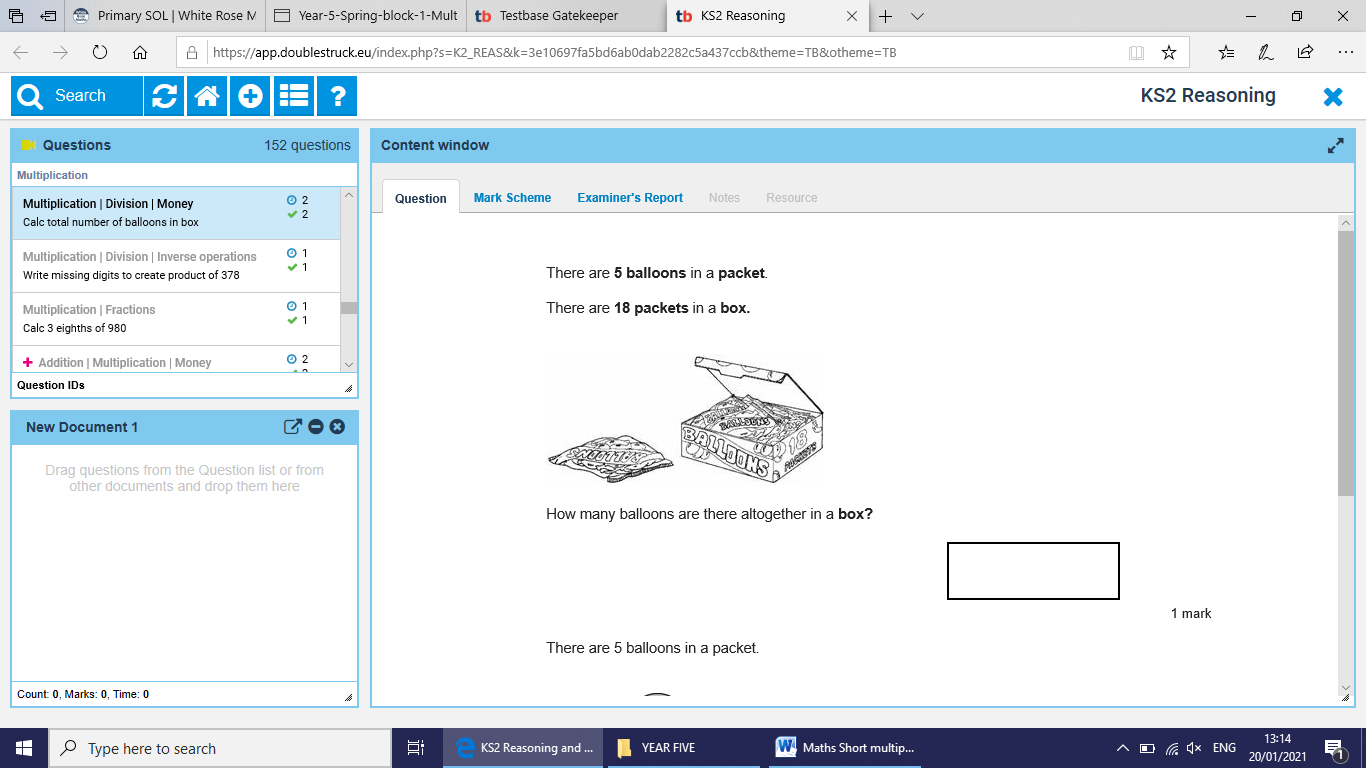 Primary SOL | White Rose M
Year-5-Spring-block-1-Mult
tb Testbase Gatekeeper
tb KS2 Reasoning
https://app.doublestruck.eu/index.php?s=K2_REAS&k=3e10697fa5bd6ab0dab2282c5a437ccb&theme=TB&otheme=TB
Search
?
KS2 Reasoning
Questions
152 questions
Multiplication
Multiplication | Division | Money
2
Calc total number of balloons in box
2
Multiplication | Division | Inverse operations
1
Write missing digits to create product of 378
1
Multiplication | Fractions
1
Calc 3 eighths of 980
1
Addition | Multiplication | Money
2
Question IDs
New Document 1
Drag questions from the Question list or from
other documents and drop them here
Count: 0, Marks: 0, Time: 0
Content window
Question
Mark Scheme
Examiner's Report
Notes
Resource
There are 5 balloons in a packet.
There are 18 packets in a box.
BALLOONS
BALLOONS
BALLOONS
18
PACKETS
How many balloons are there altogether in a box?
1 mark
There are 5 balloons in a packet.
Type here to search
KS2 Reasoning and ...
YEAR FIVE
Maths Short multip...
ENG
13:14
20/01/2021
1